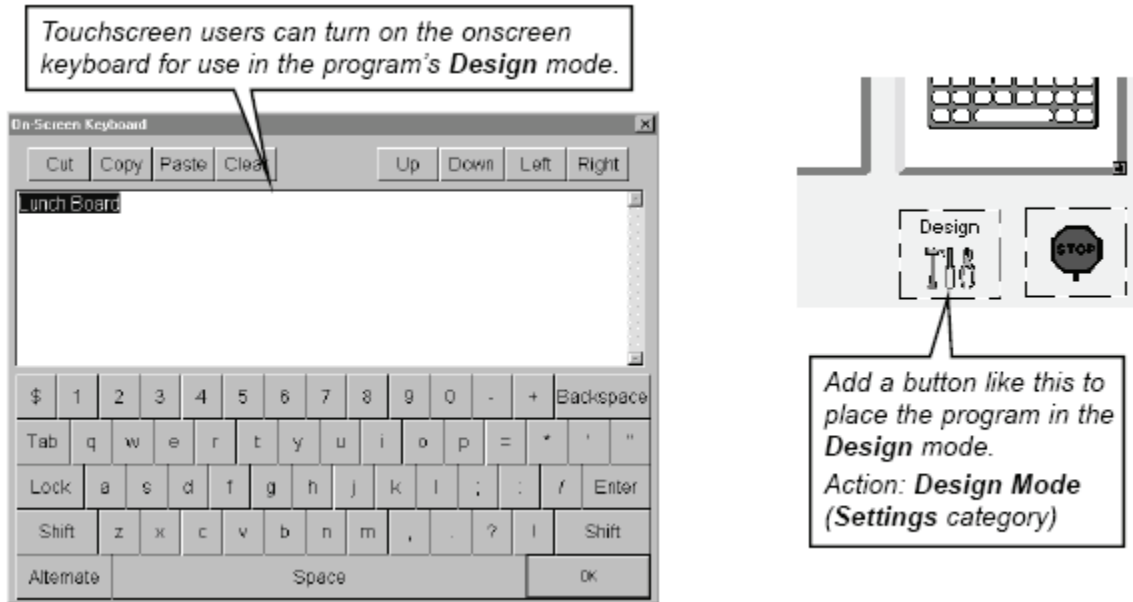 Touchscreen users can turn on the onscreen
keyboard for use in the program's Design mode.
On-Screen Keyboard
Cut Copy Paste Clear Up Down Left Right
Lunch Board
$ 1 2 3 4 5 6 7 8 9 0 - + Backspace
Tab q w e r t y u i o p = * ' "
Lock a s d f g h j k l ; : / Enter
Shift z x c v b n m , . ? ! Shift
Alternate Space OK
Design
STOP
Add a button like this to
place the program in the
Design mode.
Action: Design Mode
(Settings category)